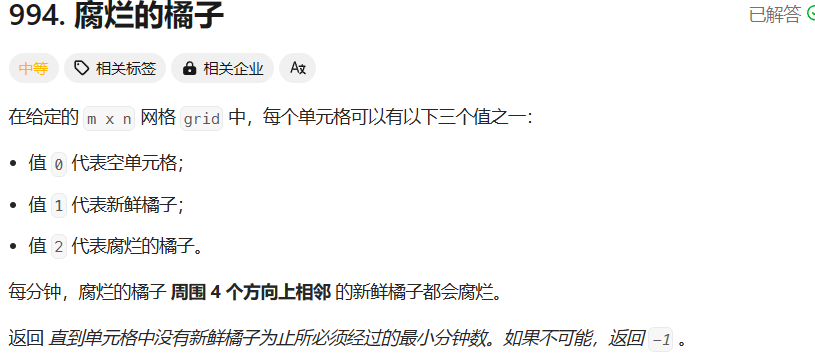 994. 腐烂的橘子
已解答
中等 相关标签 相关企业
在给定的 m x n 网格 grid 中，每个单元格可以有以下三个值之一：
• 值 0 代表空单元格；
• 值 1 代表新鲜橘子；
• 值 2 代表腐烂的橘子。
每分钟，腐烂的橘子 周围 4 个方向上相邻 的新鲜橘子都会腐烂。
返回 直到单元格中没有新鲜橘子为止所必须经过的最小分钟数。如果不可能，返回 -1 。